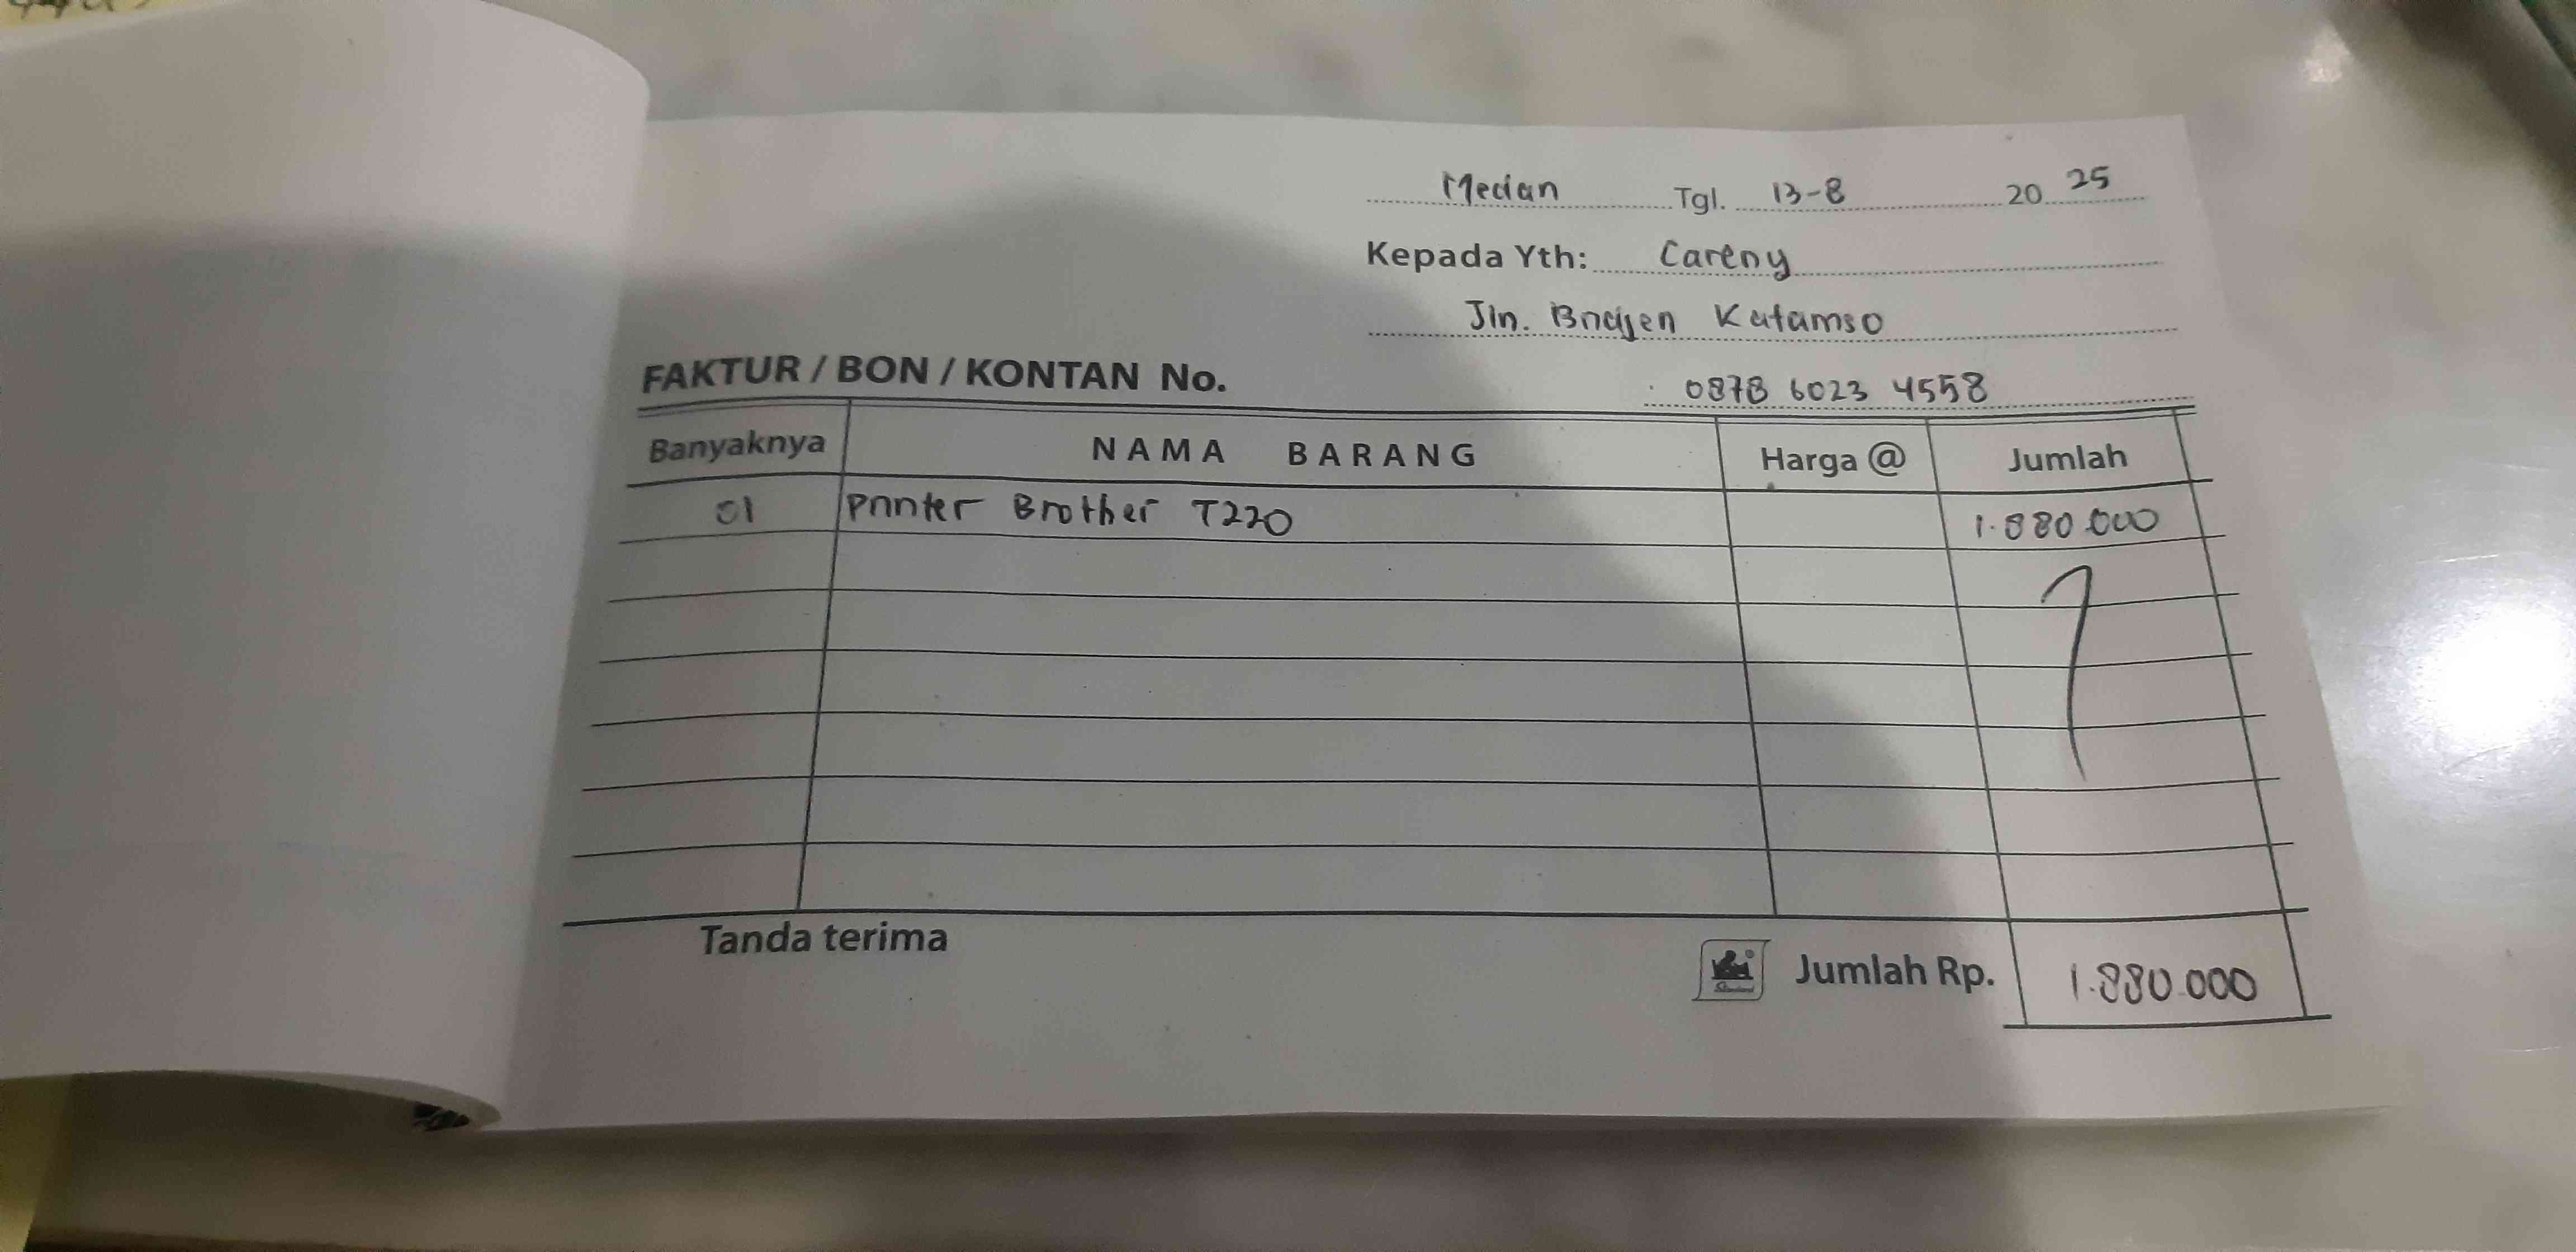 Medan Tgl. 13-8 20 25
Kepada Yth: Careny
Jln. Brigjen Katamso
FAKTUR / BON / KONTAN No.
0878 6023 4558
Banyaknya NAMA BARANG Harga @ Jumlah
01 Printer Brother T220 1.880.000
Tanda terima
Jumlah Rp. 1.880.000